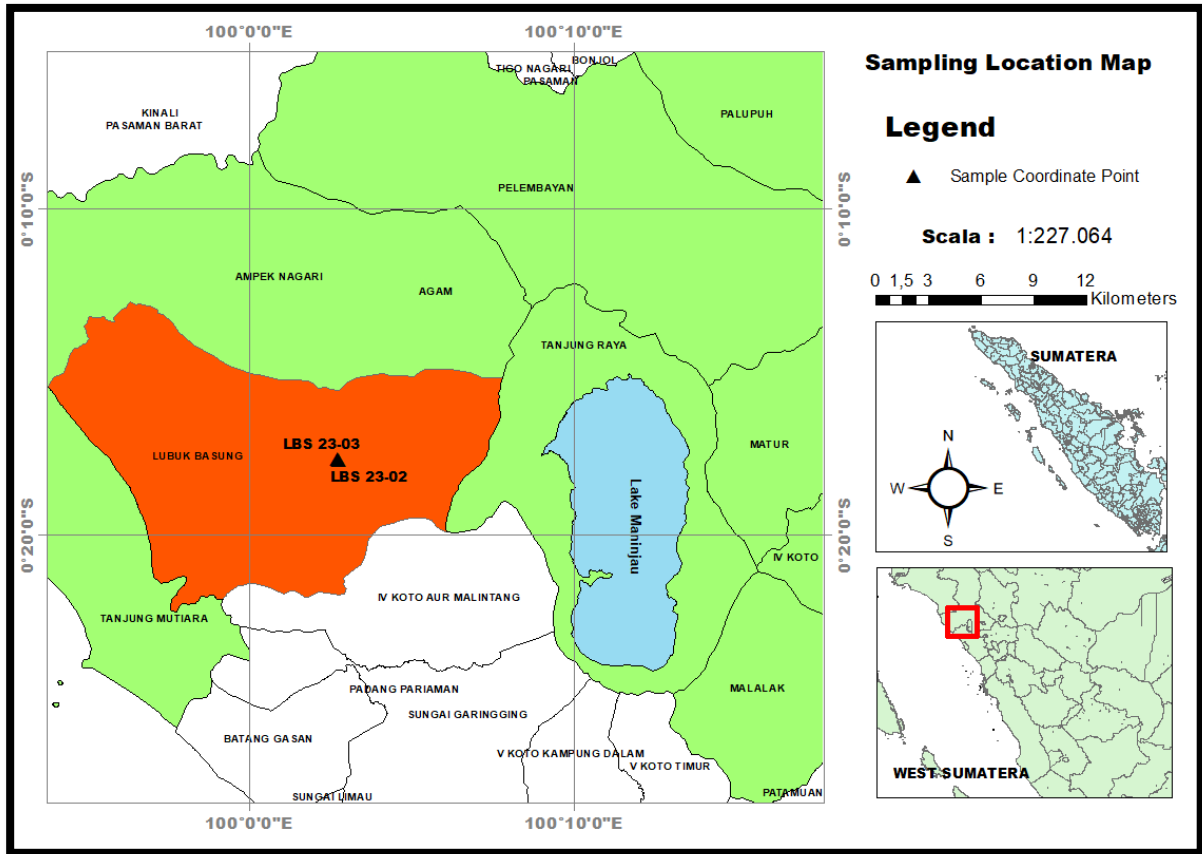 100°0'0"E
100°10'0"E
BONJOL
TIGO NAGARI
PASAMAN
KINALI
PASAMAN BARAT
PALUPUH
PELEMBAYAN
0°10'0"S
0°10'0"S
AMPEK NAGARI
AGAM
TANJUNG RAYA
LBS 23-03
LUBUK BASUNG
LBS 23-02
MATUR
Lake Maninjau
0°20'0"S
0°20'0"S
IV KOTO
IV KOTO AUR MALINTANG
TANJUNG MUTIARA
PADANG PARIAMAN
MALALAK
SUNGAI GARINGGING
BATANG GASAN
V KOTO KAMPUNG DALAM
V KOTO TIMUR
SUNGAI LIMAU
PATAMUAN
100°0'0"E
100°10'0"E
Sampling Location Map
Legend
Sample Coordinate Point
Scala : 1:227.064
0 1,5 3 6 9 12
Kilometers
SUMATERA
N
W E
S
WEST SUMATERA